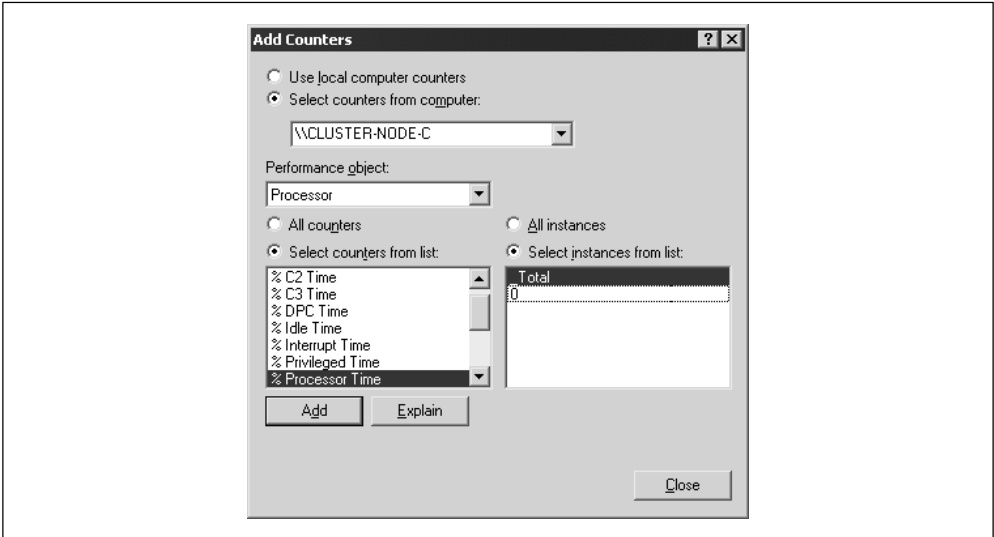 Add Counters
Use local computer counters
Select counters from computer:
\\CLUSTER-NODE-C
Performance object:
Processor
All counters
All instances
Select counters from list:
Select instances from list:
% C2 Time
% C3 Time
% DPC Time
% Idle Time
% Interrupt Time
% Privileged Time
% Processor Time
_Total
0
Add
Explain
Close